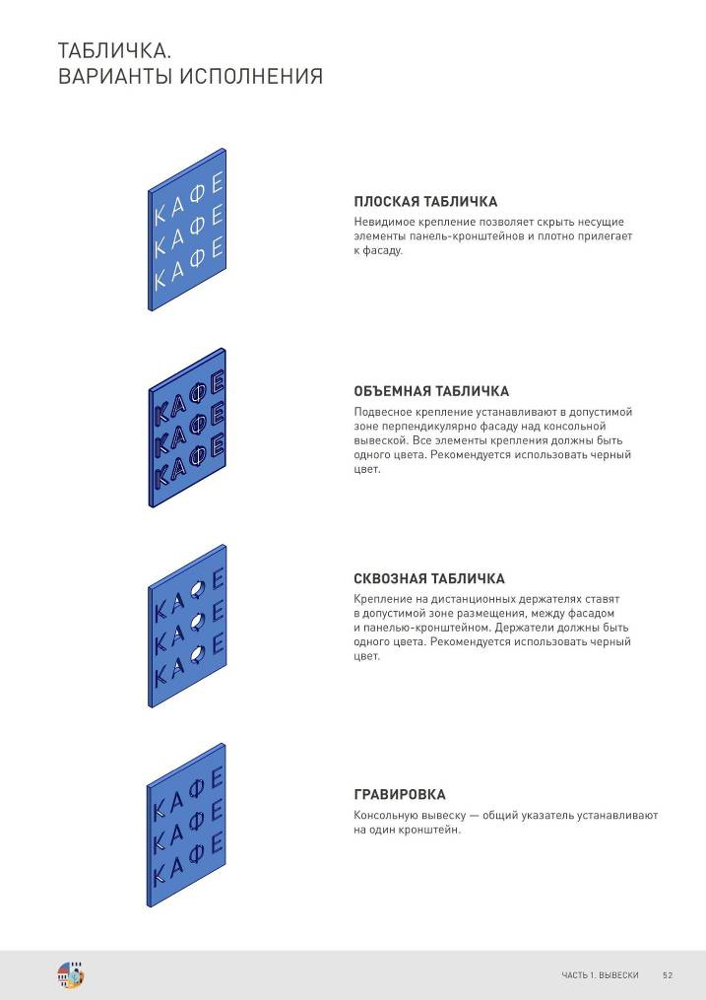 ТАБЛИЧКА.
ВАРИАНТЫ ИСПОЛНЕНИЯ
КАФЕ
КАФЕ
КАФЕ
ПЛОСКАЯ ТАБЛИЧКА
Невидимое крепление позволяет скрыть несущие
элементы панель-кронштейнов и плотно прилегает
к фасаду.
КАФЕ
КАФЕ
КАФЕ
ОБЪЕМНАЯ ТАБЛИЧКА
Подвесное крепление устанавливают в допустимой
зоне перпендикулярно фасаду над консольной
вывеской. Все элементы крепления должны быть
одного цвета. Рекомендуется использовать черный
цвет.
КАФЕ
КАФЕ
КАФЕ
СКВОЗНАЯ ТАБЛИЧКА
Крепление на дистанционных держателях ставят
в допустимой зоне размещения, между фасадом
и панелью-кронштейном. Держатели должны быть
одного цвета. Рекомендуется использовать черный
цвет.
КАФЕ
КАФЕ
КАФЕ
ГРАВИРОВКА
Консольную вывеску — общий указатель устанавливают
на один кронштейн.
ЧАСТЬ 1. ВЫВЕСКИ 52